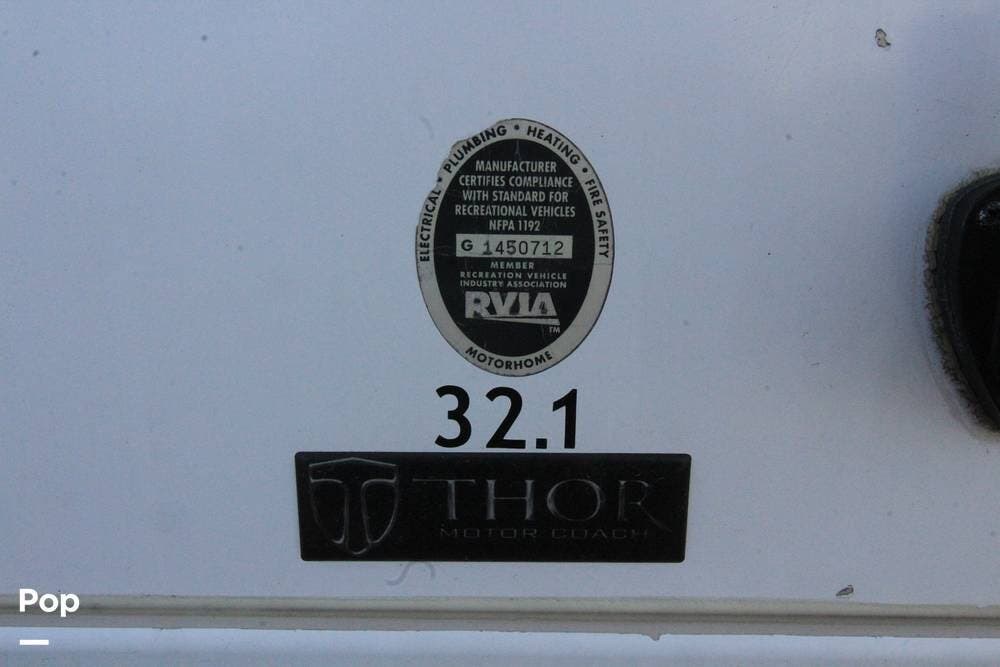 ELECTRICAL • PLUMBING • HEATING • FIRE SAFETY
MANUFACTURER
CERTIFIES COMPLIANCE
WITH STANDARD FOR
RECREATIONAL VEHICLES
NFPA 1192
G 1450712
MEMBER
RECREATION VEHICLE
INDUSTRY ASSOCIATION
RVIA
TM
MOTORHOME
32.1
THOR
MOTOR COACH
Pop